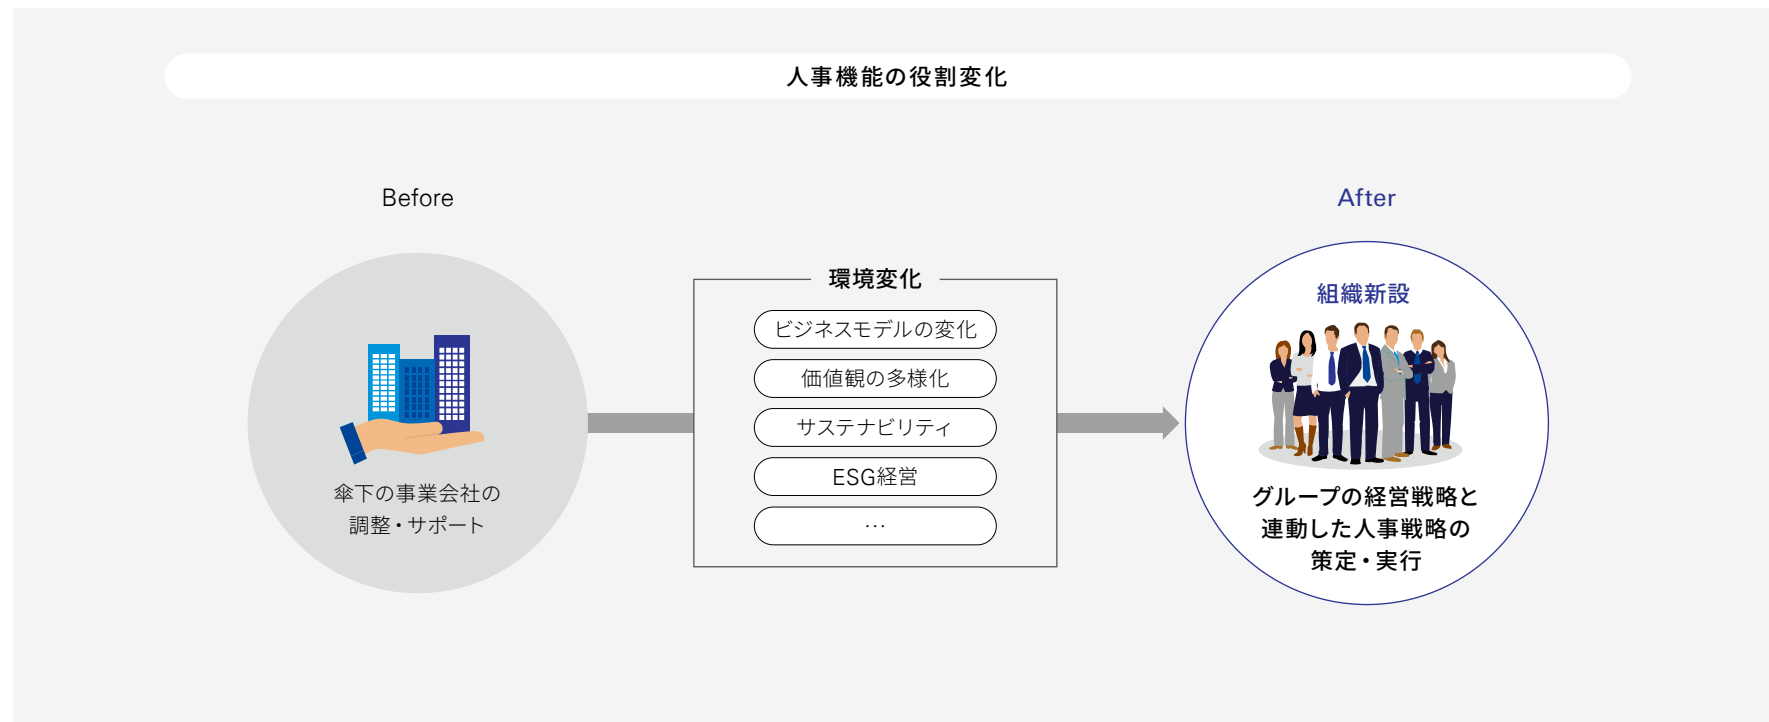 人事機能の役割変化
Before
傘下の事業会社の
調整・サポート
環境変化
ビジネスモデルの変化
価値観の多様化
サステナビリティ
ESG経営
…
After
組織新設
グループの経営戦略と
連動した人事戦略の
策定・実行